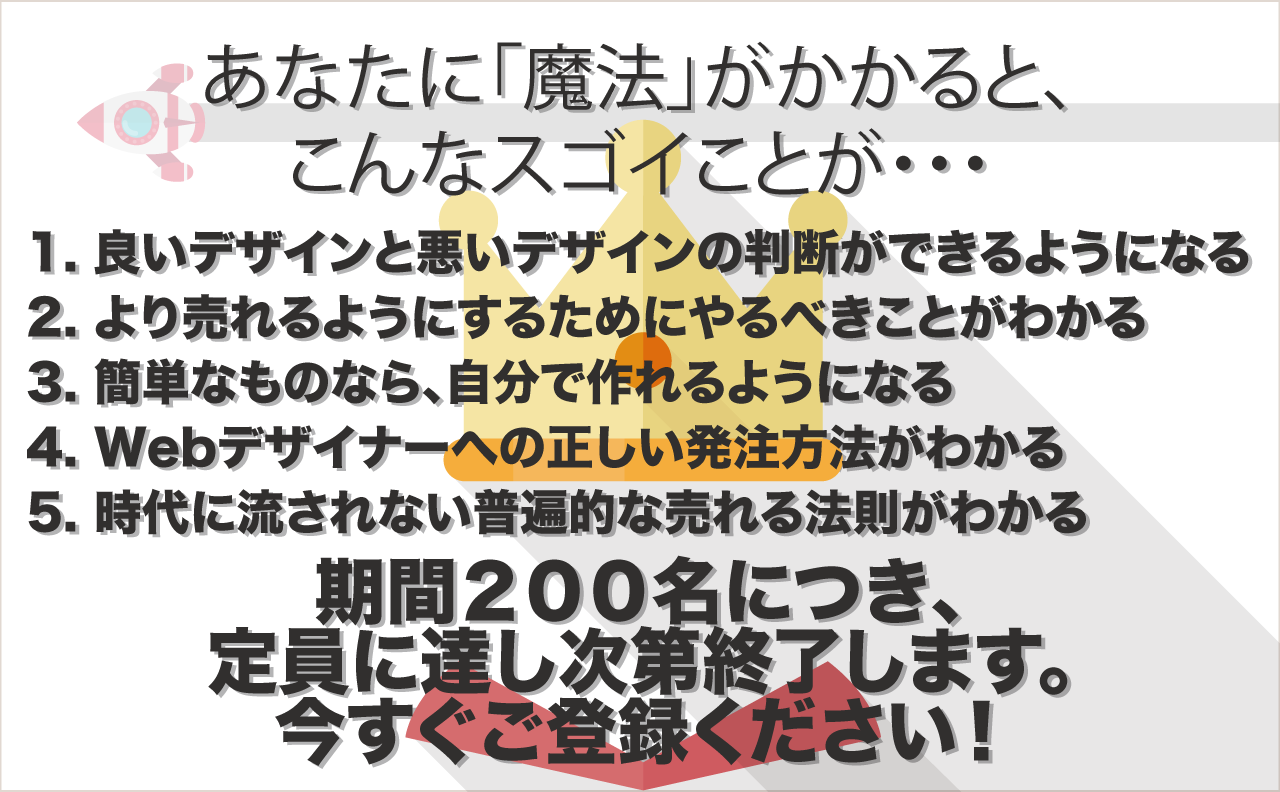 あなたに「魔法」がかかると、
こんなスゴイことが・・・
1. 良いデザインと悪いデザインの判断ができるようになる
2. より売れるようにするためにやるべきことがわかる
3. 簡単なものなら、自分で作れるようになる
4. Webデザイナーへの正しい発注方法がわかる
5. 時代に流されない普遍的な売れる法則がわかる
期間２００名につき、
定員に達し次第終了します。
今すぐご登録ください！